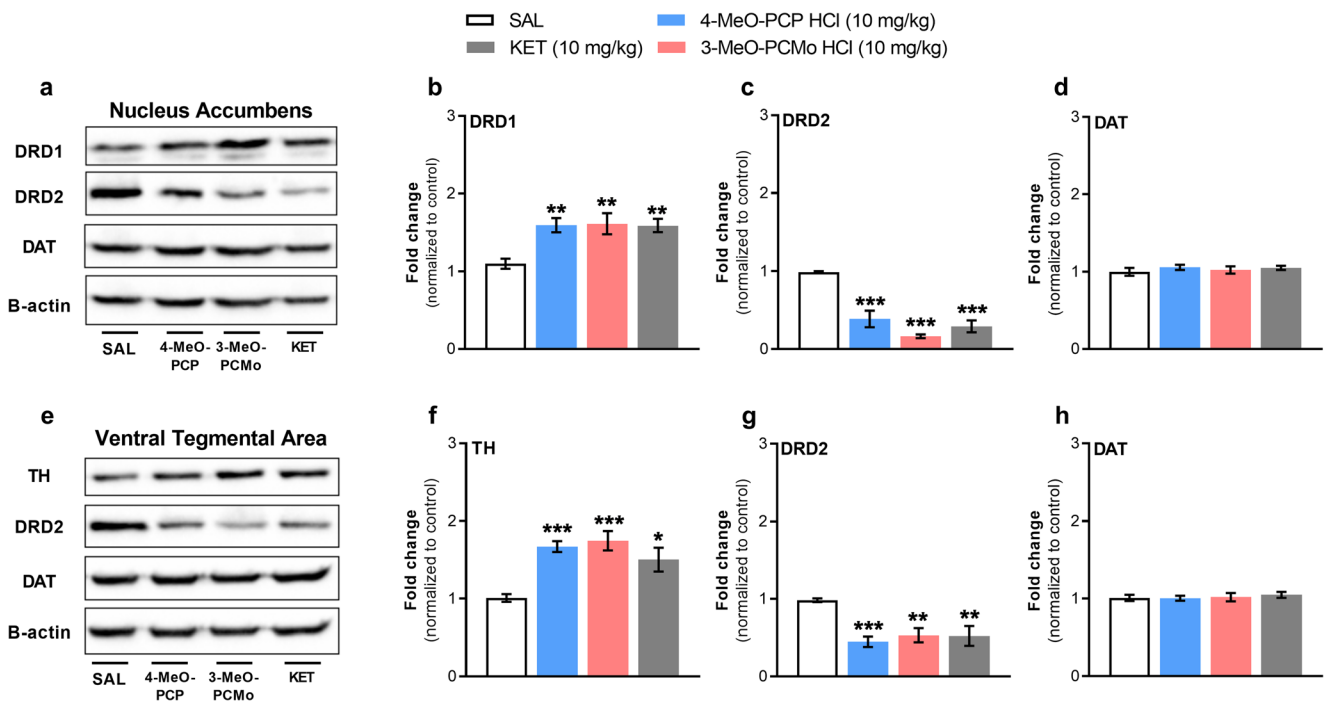 SAL
4-MeO-PCP HCl (10 mg/kg)
KET (10 mg/kg)
3-MeO-PCMo HCl (10 mg/kg)
a
Nucleus Accumbens
DRD1
DRD2
DAT
B-actin
SAL
4-MeO-
PCP
3-MeO-
PCMo
KET
b
DRD1
Fold change
(normalized to control)
3
2
1
0
**
**
**
c
DRD2
Fold change
(normalized to control)
3
2
1
0
***
***
***
d
DAT
Fold change
(normalized to control)
3
2
1
0
e
Ventral Tegmental Area
TH
DRD2
DAT
B-actin
SAL
4-MeO-
PCP
3-MeO-
PCMo
KET
f
TH
Fold change
(normalized to control)
3
2
1
0
***
***
*
g
DRD2
Fold change
(normalized to control)
3
2
1
0
***
**
**
h
DAT
Fold change
(normalized to control)
3
2
1
0